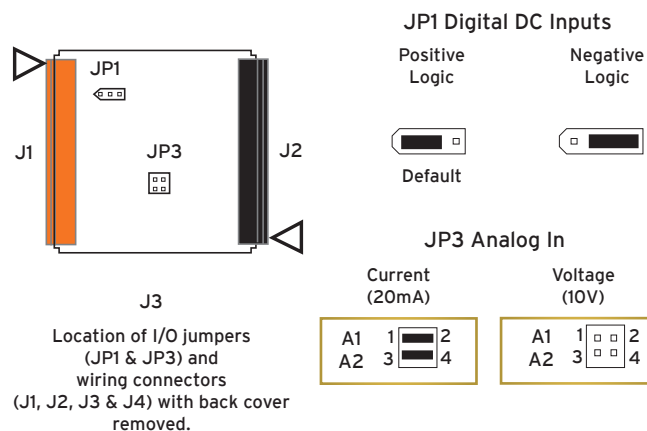 JP1
J1
JP3
J2
J3
Location of I/O jumpers
(JP1 & JP3) and
wiring connectors
(J1, J2, J3 & J4) with back cover
removed.
JP1 Digital DC Inputs
Positive
Logic
Negative
Logic
Default
JP3 Analog In
Current
(20mA)
Voltage
(10V)
A1 1 2
A2 3 4
A1 1 2
A2 3 4